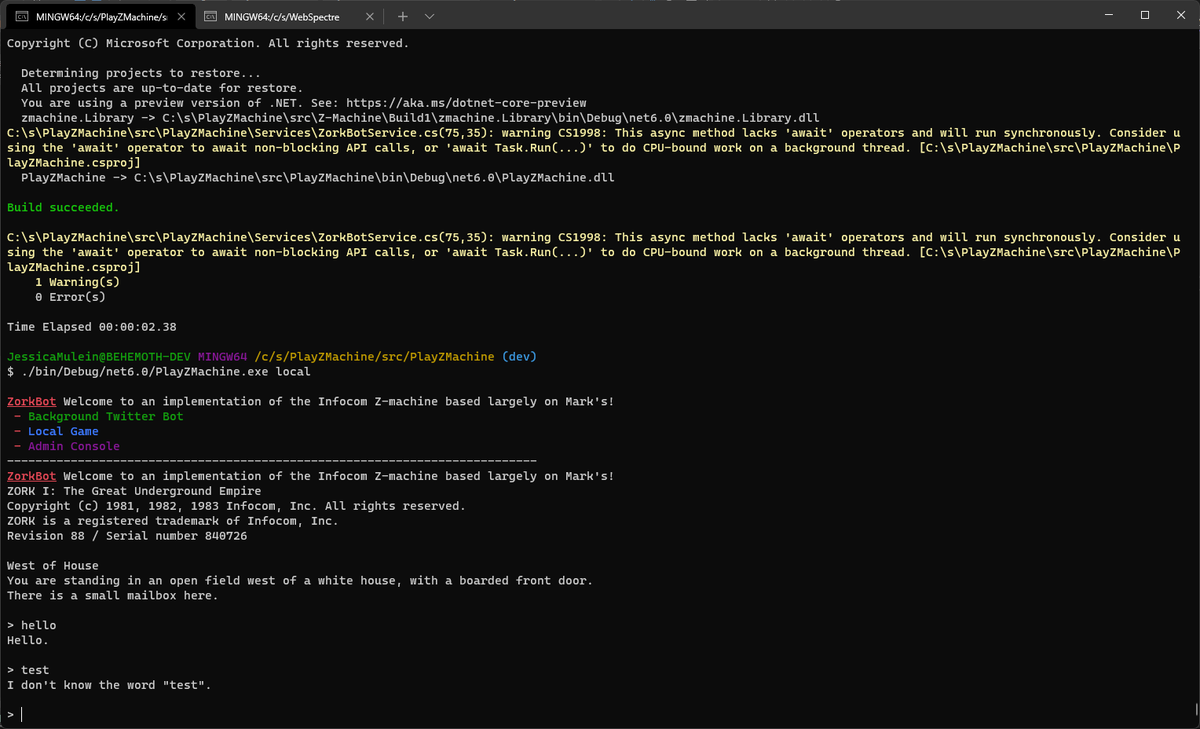 MINGW64:/c/s/PlayZMachine/s
MINGW64:/c/s/WebSpectre
Copyright (C) Microsoft Corporation. All rights reserved.
Determining projects to restore...
All projects are up-to-date for restore.
You are using a preview version of .NET. See: https://aka.ms/dotnet-core-preview
zmachine.Library -> C:\s\PlayZMachine\src\Z-Machine\Build1\zmachine.Library\bin\Debug\net6.0\zmachine.Library.dll
C:\s\PlayZMachine\src\PlayZMachine\Services\ZorkBotService.cs(75,35): warning CS1998: This async method lacks 'await' operators and will run synchronously. Consider u
sing the 'await' operator to await non-blocking API calls, or 'await Task.Run(...)' to do CPU-bound work on a background thread. [C:\s\PlayZMachine\src\PlayZMachine\P
layZMachine.csproj]
PlayZMachine -> C:\s\PlayZMachine\src\PlayZMachine\bin\Debug\net6.0\PlayZMachine.dll
Build succeeded.
C:\s\PlayZMachine\src\PlayZMachine\Services\ZorkBotService.cs(75,35): warning CS1998: This async method lacks 'await' operators and will run synchronously. Consider u
sing the 'await' operator to await non-blocking API calls, or 'await Task.Run(...)' to do CPU-bound work on a background thread. [C:\s\PlayZMachine\src\PlayZMachine\P
layZMachine.csproj]
1 Warning(s)
0 Error(s)
Time Elapsed 00:00:02.38
JessicaMulein@BEHEMOTH-DEV MINGW64 /c/s/PlayZMachine/src/PlayZMachine (dev)
$ ./bin/Debug/net6.0/PlayZMachine.exe local
ZorkBot Welcome to an implementation of the Infocom Z-machine based largely on Mark's!
- Background Twitter Bot
- Local Game
- Admin Console
---------------------------------------------------------------------------
ZorkBot Welcome to an implementation of the Infocom Z-machine based largely on Mark's!
ZORK I: The Great Underground Empire
Copyright (c) 1981, 1982, 1983 Infocom, Inc. All rights reserved.
ZORK is a registered trademark of Infocom, Inc.
Revision 88 / Serial number 840726
West of House
You are standing in an open field west of a white house, with a boarded front door.
There is a small mailbox here.
> hello
Hello.
> test
I don't know the word "test".
>